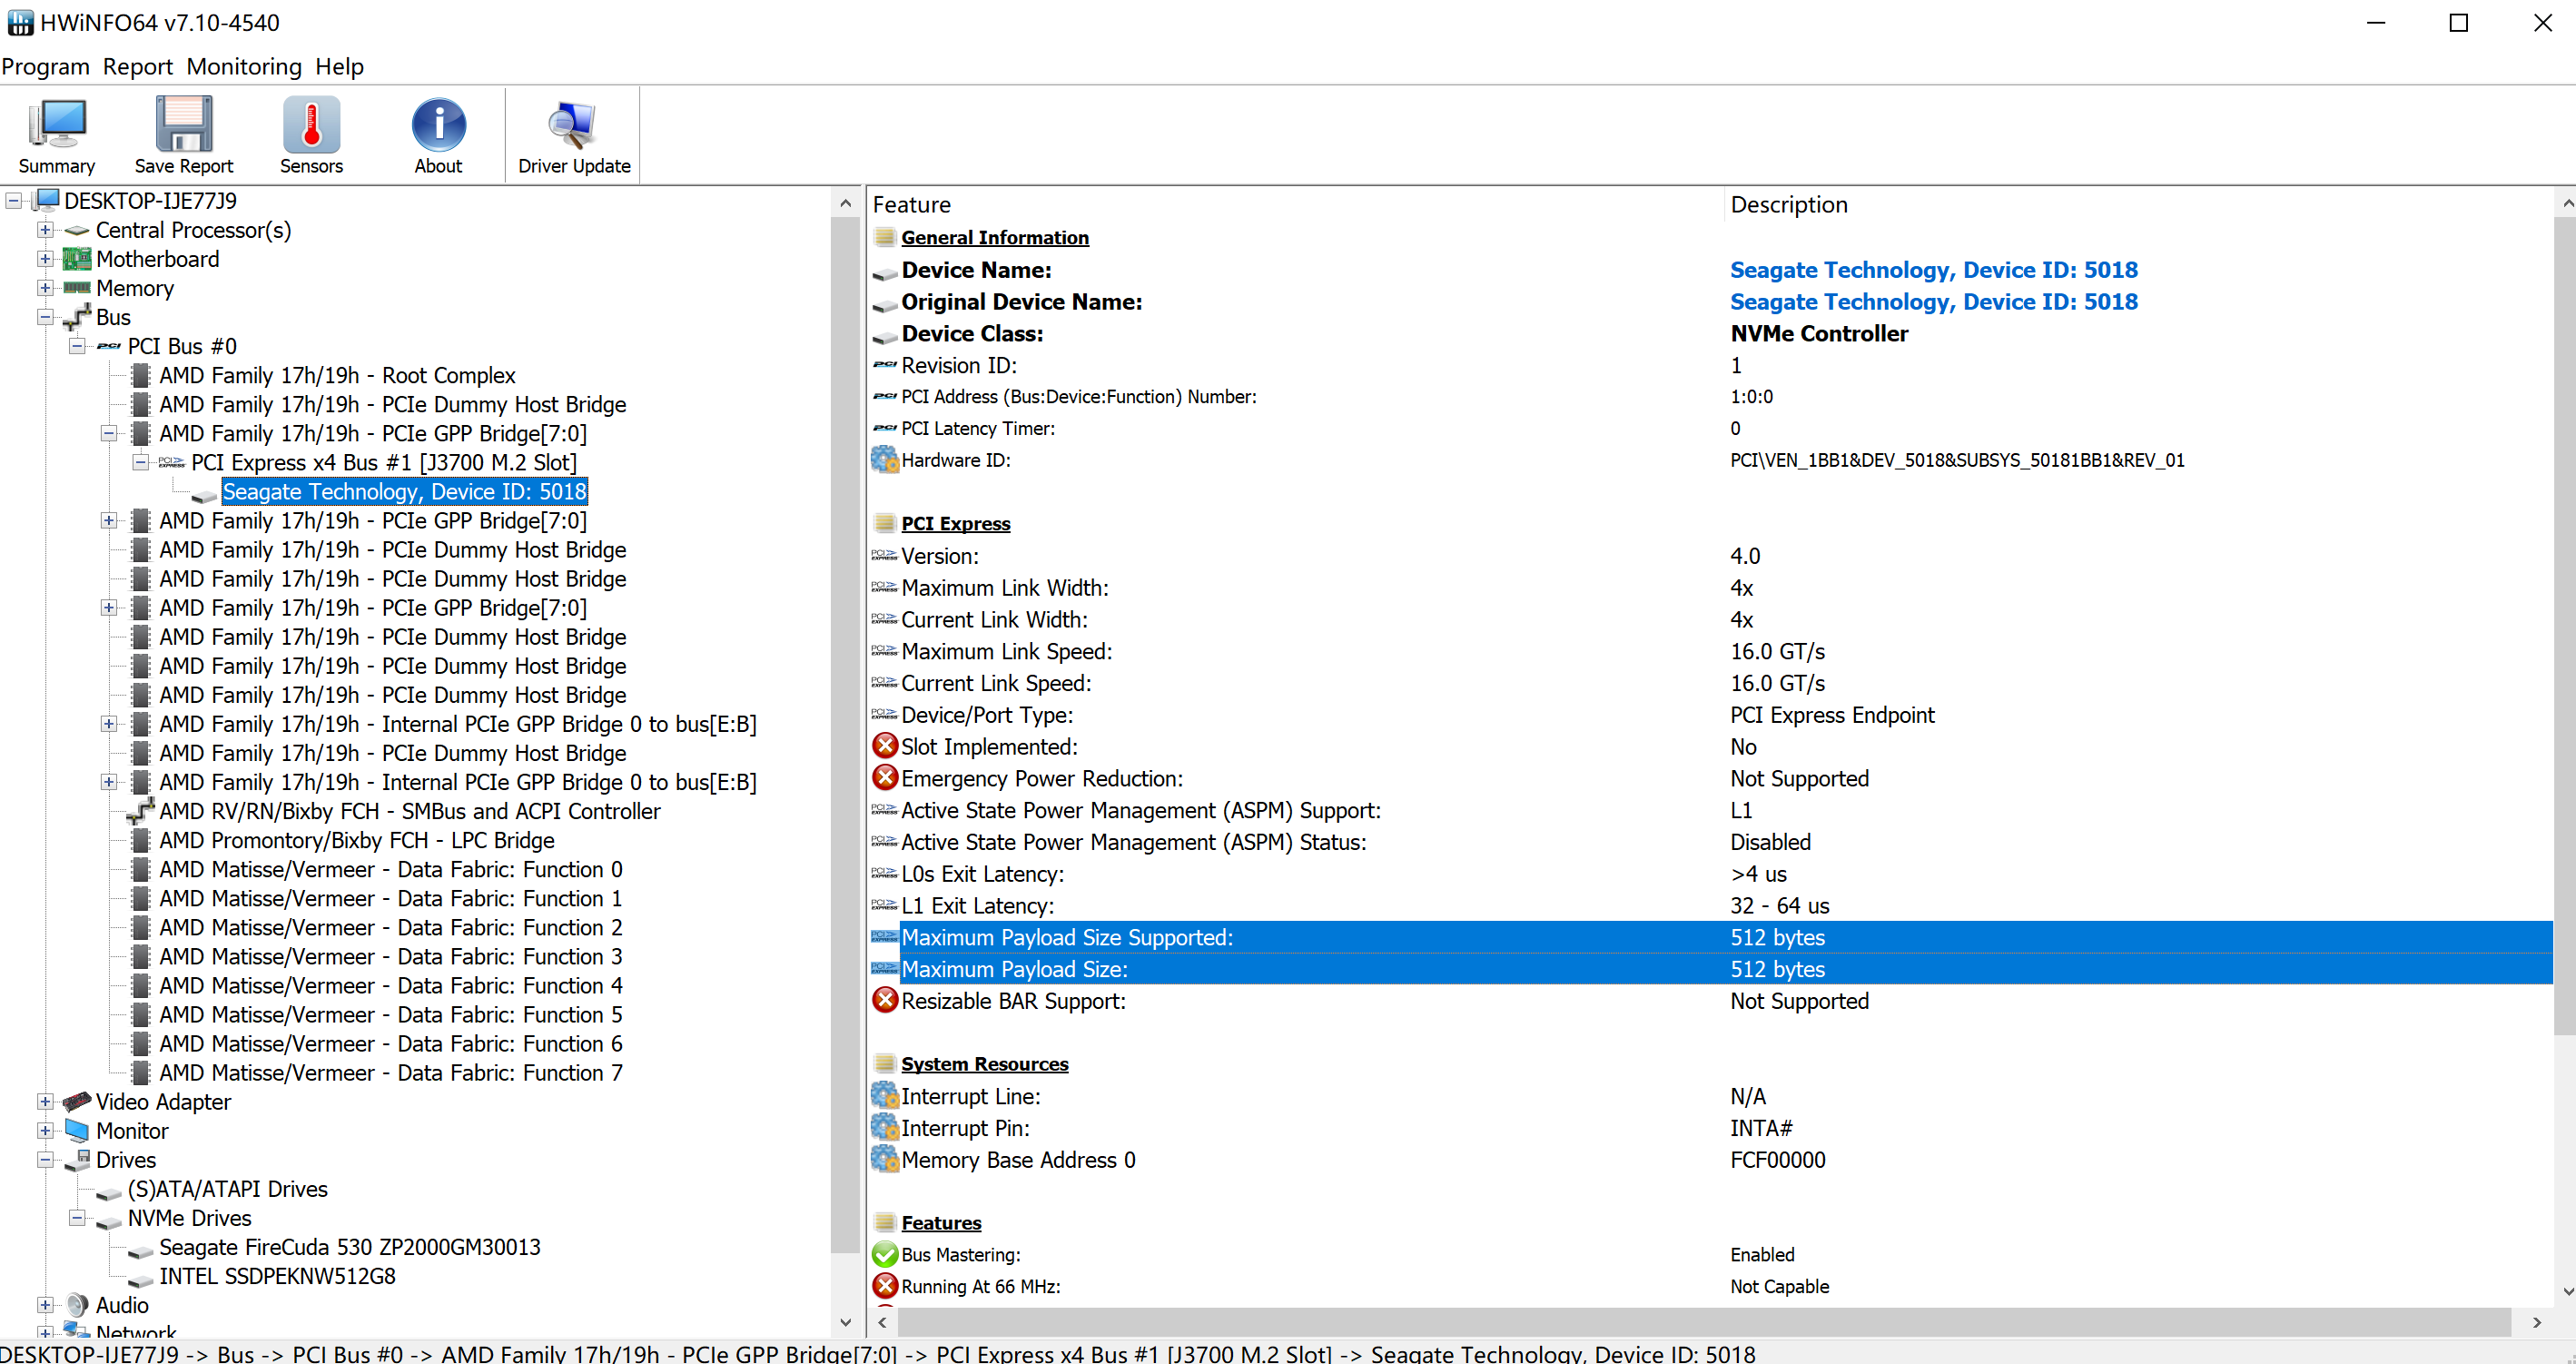 HWiNFO64 v7.10-4540
Program Report Monitoring Help
Summary Save Report Sensors About Driver Update
DESKTOP-IJE77J9
Central Processor(s)
Motherboard
Memory
Bus
PCI Bus #0
AMD Family 17h/19h - Root Complex
AMD Family 17h/19h - PCIe Dummy Host Bridge
AMD Family 17h/19h - PCIe GPP Bridge[7:0]
PCI Express x4 Bus #1 [J3700 M.2 Slot]
Seagate Technology, Device ID: 5018
AMD Family 17h/19h - PCIe GPP Bridge[7:0]
AMD Family 17h/19h - PCIe Dummy Host Bridge
AMD Family 17h/19h - PCIe Dummy Host Bridge
AMD Family 17h/19h - PCIe GPP Bridge[7:0]
AMD Family 17h/19h - PCIe Dummy Host Bridge
AMD Family 17h/19h - PCIe Dummy Host Bridge
AMD Family 17h/19h - PCIe Dummy Host Bridge
AMD Family 17h/19h - Internal PCIe GPP Bridge 0 to bus[E:B]
AMD Family 17h/19h - PCIe Dummy Host Bridge
AMD Family 17h/19h - Internal PCIe GPP Bridge 0 to bus[E:B]
AMD RV/RN/Bixby FCH - SMBus and ACPI Controller
AMD Promontory/Bixby FCH - LPC Bridge
AMD Matisse/Vermeer - Data Fabric: Function 0
AMD Matisse/Vermeer - Data Fabric: Function 1
AMD Matisse/Vermeer - Data Fabric: Function 2
AMD Matisse/Vermeer - Data Fabric: Function 3
AMD Matisse/Vermeer - Data Fabric: Function 4
AMD Matisse/Vermeer - Data Fabric: Function 5
AMD Matisse/Vermeer - Data Fabric: Function 6
AMD Matisse/Vermeer - Data Fabric: Function 7
Video Adapter
Monitor
Drives
(S)ATA/ATAPI Drives
NVMe Drives
Seagate FireCuda 530 ZP2000GM30013
INTEL SSDPEKNW512G8
Audio
Network
Feature Description
General Information
Device Name: Seagate Technology, Device ID: 5018
Original Device Name: Seagate Technology, Device ID: 5018
Device Class: NVMe Controller
Revision ID: 1
PCI Address (Bus:Device:Function) Number: 1:0:0
PCI Latency Timer: 0
Hardware ID: PCI\VEN_1BB1&DEV_5018&SUBSYS_50181BB1&REV_01
PCI Express
Version: 4.0
Maximum Link Width: 4x
Current Link Width: 4x
Maximum Link Speed: 16.0 GT/s
Current Link Speed: 16.0 GT/s
Device/Port Type: PCI Express Endpoint
Slot Implemented: No
Emergency Power Reduction: Not Supported
Active State Power Management (ASPM) Support: L1
Active State Power Management (ASPM) Status: Disabled
L0s Exit Latency: >4 us
L1 Exit Latency: 32 - 64 us
Maximum Payload Size Supported: 512 bytes
Maximum Payload Size: 512 bytes
Resizable BAR Support: Not Supported
System Resources
Interrupt Line: N/A
Interrupt Pin: INTA#
Memory Base Address 0 FCF00000
Features
Bus Mastering: Enabled
Running At 66 MHz: Not Capable
DESKTOP-IJE77J9 -> Bus -> PCI Bus #0 -> AMD Family 17h/19h - PCIe GPP Bridge[7:0] -> PCI Express x4 Bus #1 [J3700 M.2 Slot] -> Seagate Technology, Device ID: 5018